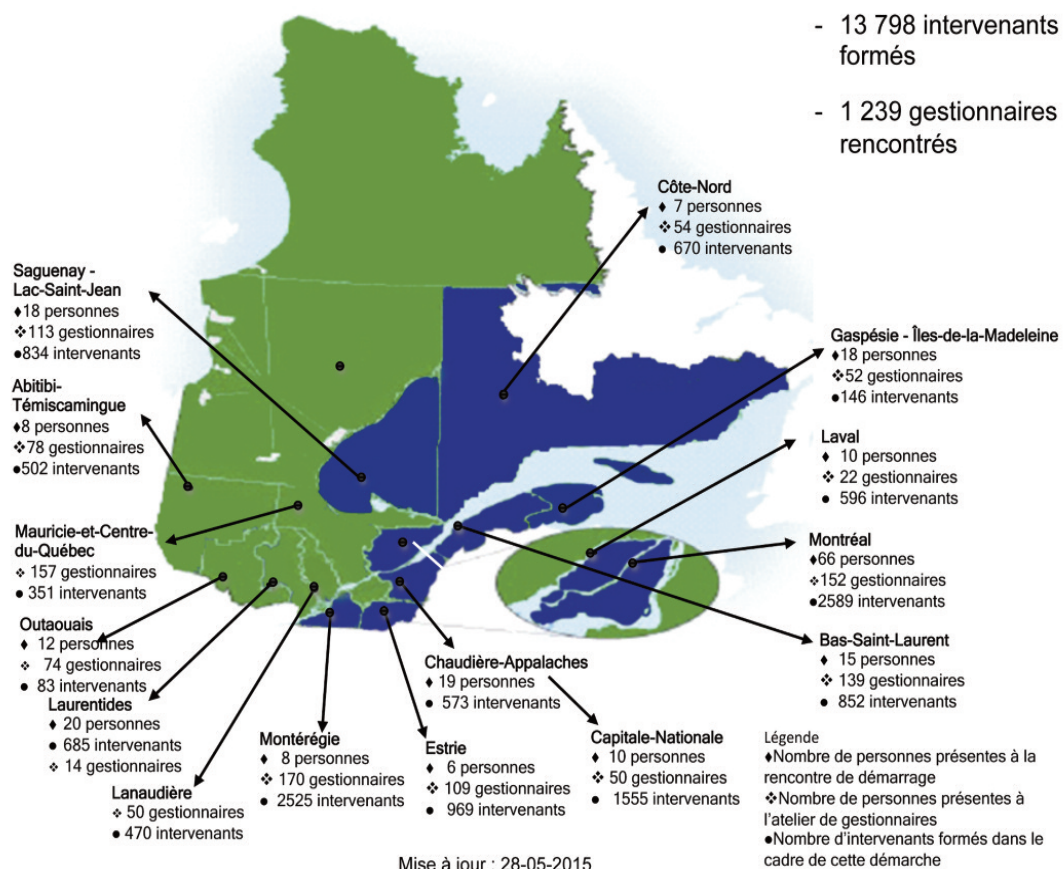 - 13 798 intervenants
formés
- 1 239 gestionnaires
rencontrés
Côte-Nord
♦ 7 personnes
❖ 54 gestionnaires
● 670 intervenants
Saguenay -
Lac-Saint-Jean
♦18 personnes
❖113 gestionnaires
●834 intervenants
Gaspésie - Îles-de-la-Madeleine
♦18 personnes
❖52 gestionnaires
●146 intervenants
Abitibi-
Témiscamingue
♦8 personnes
❖78 gestionnaires
●502 intervenants
Laval
♦ 10 personnes
❖ 22 gestionnaires
● 596 intervenants
Mauricie-et-Centre-
du-Québec
❖ 157 gestionnaires
● 351 intervenants
Montréal
♦66 personnes
❖152 gestionnaires
●2589 intervenants
Outaouais
♦ 12 personnes
❖ 74 gestionnaires
● 83 intervenants
Bas-Saint-Laurent
♦ 15 personnes
❖ 139 gestionnaires
● 852 intervenants
Chaudière-Appalaches
♦ 19 personnes
● 573 intervenants
Laurentides
♦ 20 personnes
● 685 intervenants
❖ 14 gestionnaires
Montérégie
♦ 8 personnes
❖ 170 gestionnaires
● 2525 intervenants
Estrie
♦ 6 personnes
❖ 109 gestionnaires
● 969 intervenants
Capitale-Nationale
♦ 10 personnes
❖ 50 gestionnaires
● 1555 intervenants
Lanaudière
❖ 50 gestionnaires
● 470 intervenants
Légende
♦Nombre de personnes présentes à la
rencontre de démarrage
❖Nombre de personnes présentes à
l'atelier de gestionnaires
●Nombre d'intervenants formés dans le
cadre de cette démarche
Mise à jour : 28-05-2015